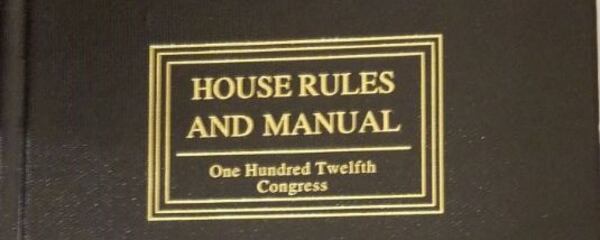 HOUSE RULES
AND MANUAL
One Hundred Twelfth
Congress